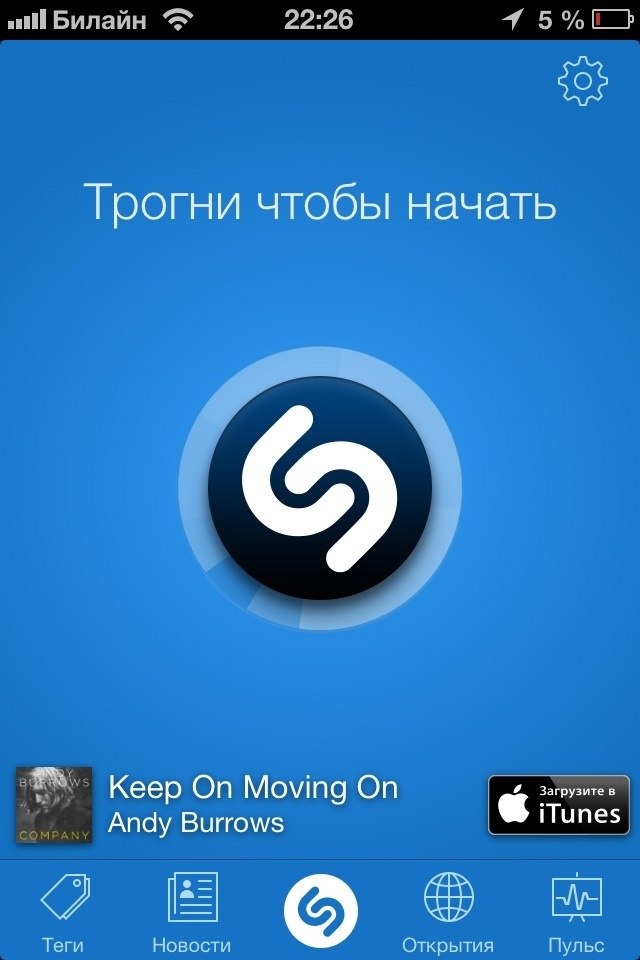 Билайн 22:26 5 %
Трогни чтобы начать
BURROWS
COMPANY
Keep On Moving On
Andy Burrows
Загрузите в
iTunes
Теги Новости Открытия Пульс